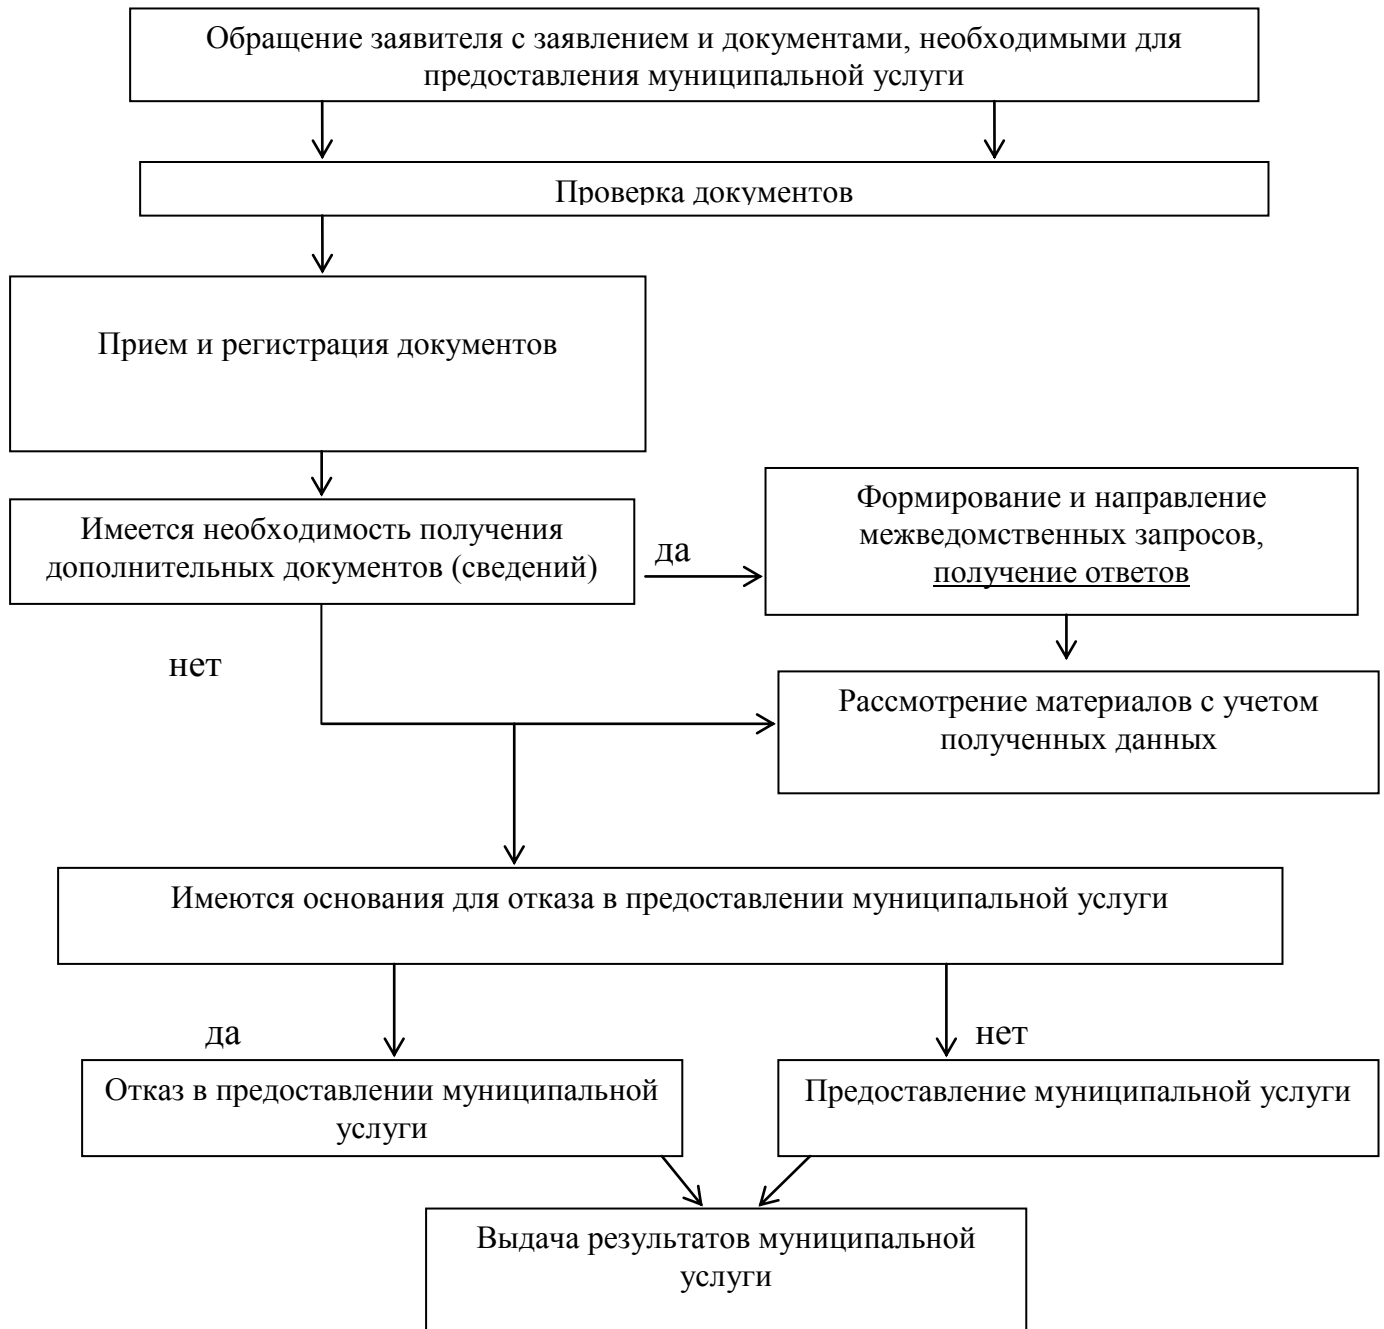 Обращение заявителя с заявлением и документами, необходимыми для
предоставления муниципальной услуги
Проверка документов
Прием и регистрация документов
Имеется необходимость получения
дополнительных документов (сведений)
да
Формирование и направление
межведомственных запросов,
получение ответов
нет
Рассмотрение материалов с учетом
полученных данных
Имеются основания для отказа в предоставлении муниципальной услуги
да
нет
Отказ в предоставлении муниципальной
услуги
Предоставление муниципальной услуги
Выдача результатов муниципальной
услуги